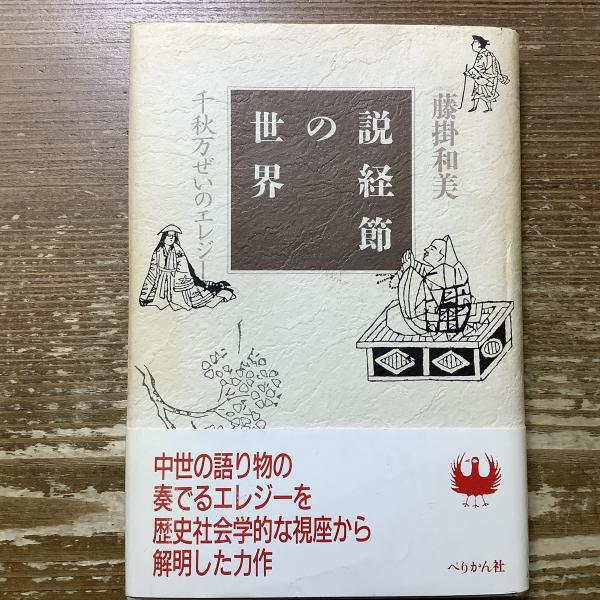 説経節
の
世界
藤掛和美
千秋万ぜいのエレジー
中世の語り物の
奏でるエレジーを
歴史社会学的な視座から
解明した力作
ぺりかん社